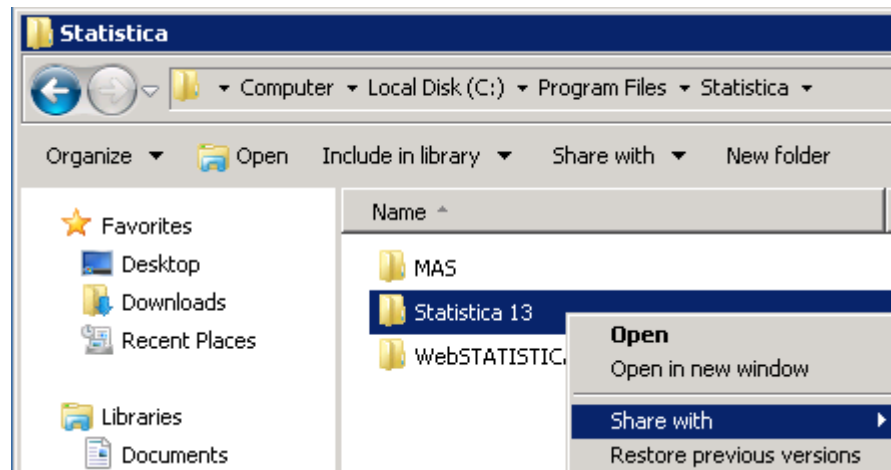 Statistica
Computer Local Disk (C:) Program Files Statistica
Organize Open Include in library Share with New folder
Name
Favorites
Desktop
Downloads
Recent Places
Libraries
Documents
MAS
Statistica 13
WebSTATISTIC
Open
Open in new window
Share with
Restore previous versions